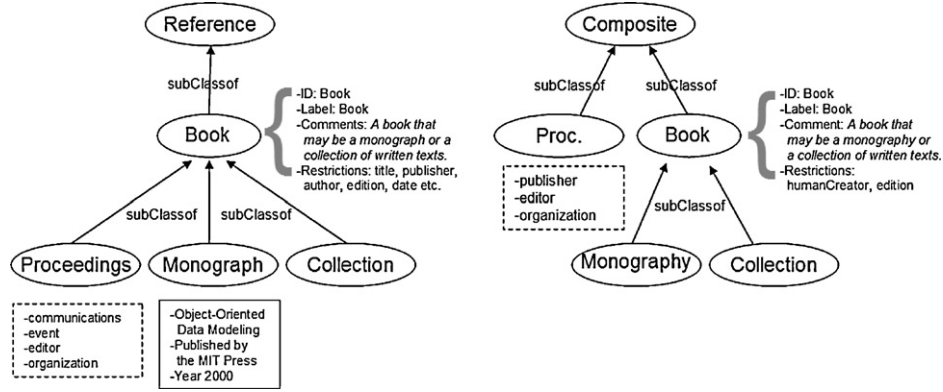 Reference
subClassof
Book
-ID: Book
-Label: Book
-Comments: A book that
may be a monograph or a
collection of written texts.
-Restrictions: title, publisher,
author, edition, date etc.
subClassof
subClassof
Proceedings
Monograph
Collection
-communications
-event
-editor
-organization
-Object-Oriented
Data Modeling
-Published by
the MIT Press
-Year 2000
Composite
subClassof
subClassof
Proc.
Book
-publisher
-editor
-organization
-ID: Book
-Label: Book
-Comment: A book that
may be a monography or
a collection of written texts.
-Restrictions:
humanCreator, edition
subClassof
Monography
Collection